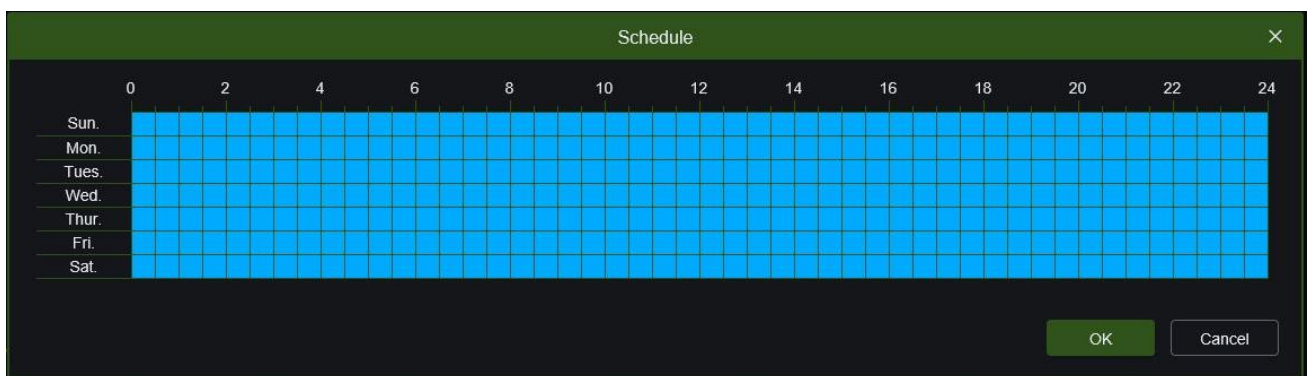 Schedule ×
0 2 4 6 8 10 12 14 16 18 20 22 24
Sun.
Mon.
Tues.
Wed.
Thur.
Fri.
Sat.
OK Cancel